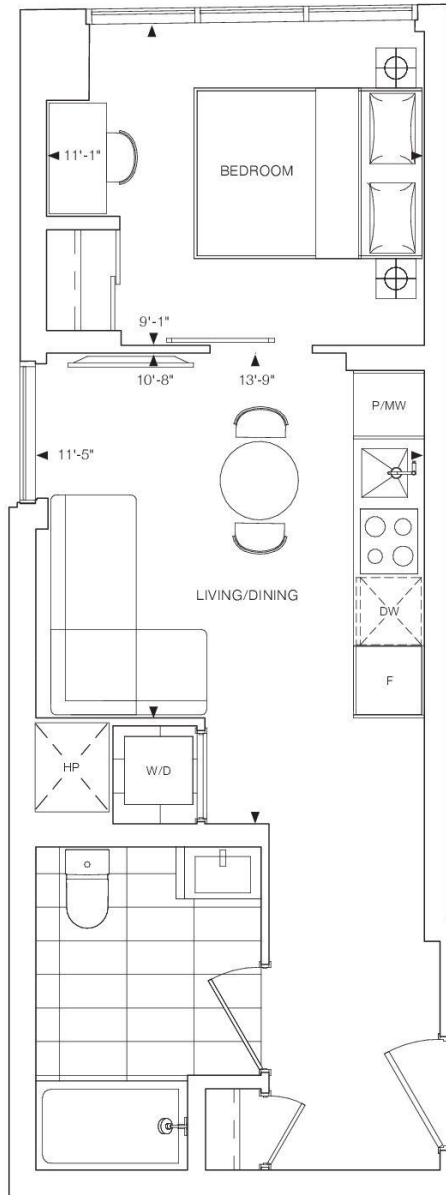 11'-1"
BEDROOM
9'-1"
10'-8"
13'-9"
P/MW
11'-5"
LIVING/DINING
DW
F
HP
W/D